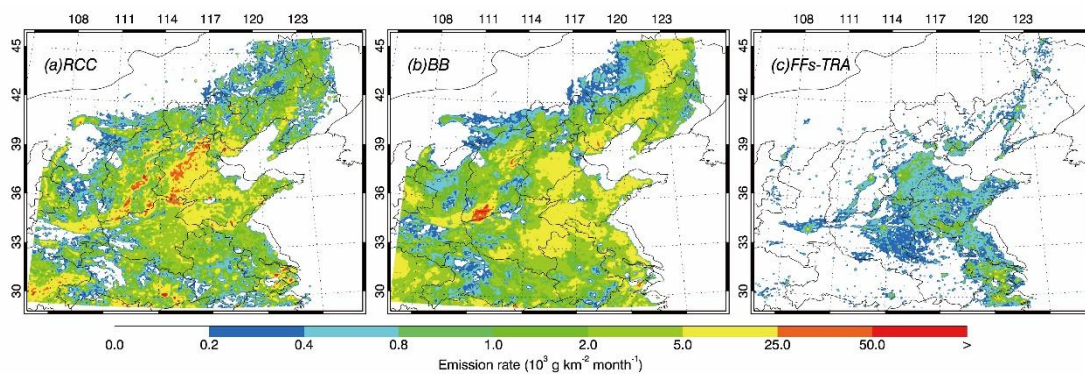 108 111 114 117 120 123 108 111 114 117 120 123 108 111 114 117 120 123
(a)RCC (b)BB (c)FFs-TRA
45 45 45
42 42 42
39 39 39
36 36 36
33 33 33
30 30 30
0.0 0.2 0.4 0.8 1.0 2.0 5.0 25.0 50.0 >
Emission rate (10³ g km⁻² month⁻¹)